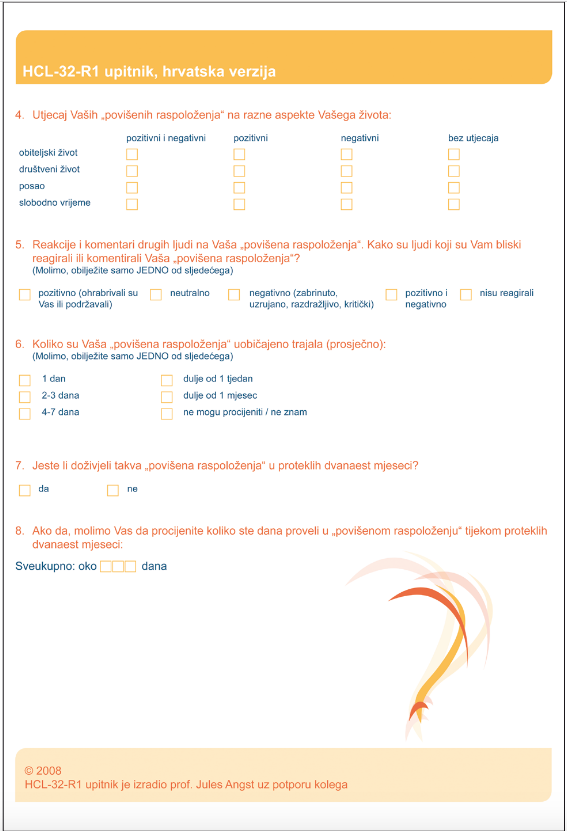 HCL-32-R1 upitnik, hrvatska verzija
4. Utjecaj Vaših „povišenih raspoloženja“ na razne aspekte Vašega života:
pozitivni i negativni pozitivni negativni bez utjecaja
obiteljski život
društveni život
posao
slobodno vrijeme
5. Reakcije i komentari drugih ljudi na Vaša „povišena raspoloženja“. Kako su ljudi koji su Vam bliski
reagirali ili komentirali Vaša „povišena raspoloženja“?
(Molimo, obilježite samo JEDNO od sljedećega)
pozitivno (ohrabrivali su
Vas ili podržavali)
neutralno
negativno (zabrinuto,
uzrujano, razdražljivo, kritički)
pozitivno i
negativno
nisu reagirali
6. Koliko su Vaša „povišena raspoloženja“ uobičajeno trajala (prosječno):
(Molimo, obilježite samo JEDNO od sljedećega)
1 dan dulje od 1 tjedan
2-3 dana dulje od 1 mjesec
4-7 dana ne mogu procijeniti / ne znam
7. Jeste li doživjeli takva „povišena raspoloženja“ u proteklih dvanaest mjeseci?
da ne
8. Ako da, molimo Vas da procijenite koliko ste dana proveli u „povišenom raspoloženju“ tijekom proteklih
dvanaest mjeseci:
Sveukupno: oko dana
© 2008
HCL-32-R1 upitnik je izradio prof. Jules Angst uz potporu kolega